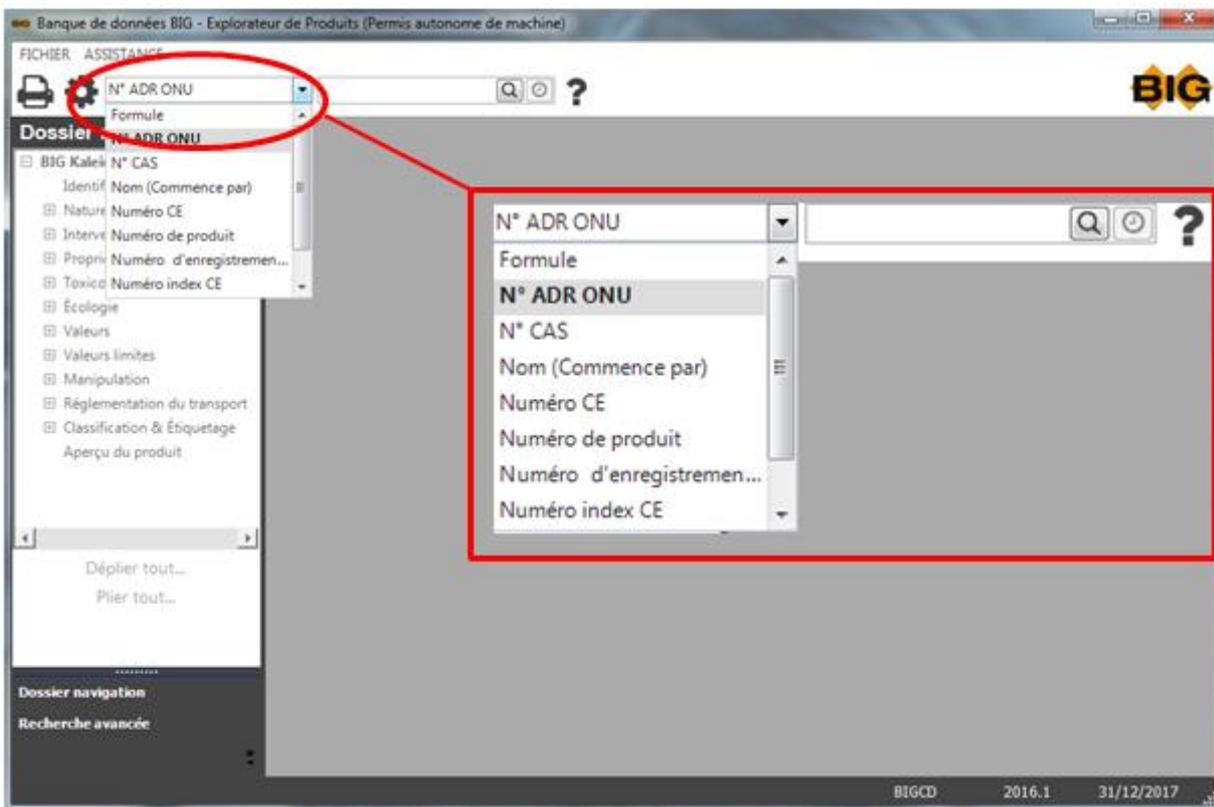 Banque de données BIG - Explorateur de Produits (Permis autonome de machine)
FICHIER ASSISTANCE
N° ADR ONU
?
BIG
Formule
Dossier
N° ADR ONU
BIG Kalei
N° CAS
Identif
Nom (Commence par)
Nature
Numéro CE
Interve
Numéro de produit
Propri
Numéro d'enregistremen...
Toxico
Numéro index CE
Écologie
Valeurs
Valeurs limites
Manipulation
Réglementation du transport
Classification & Étiquetage
Aperçu du produit
Déplier tout...
Plier tout...
Dossier navigation
Recherche avancée
N° ADR ONU
?
Formule
N° ADR ONU
N° CAS
Nom (Commence par)
Numéro CE
Numéro de produit
Numéro d'enregistremen...
Numéro index CE
BIGCD 2016.1 31/12/2017